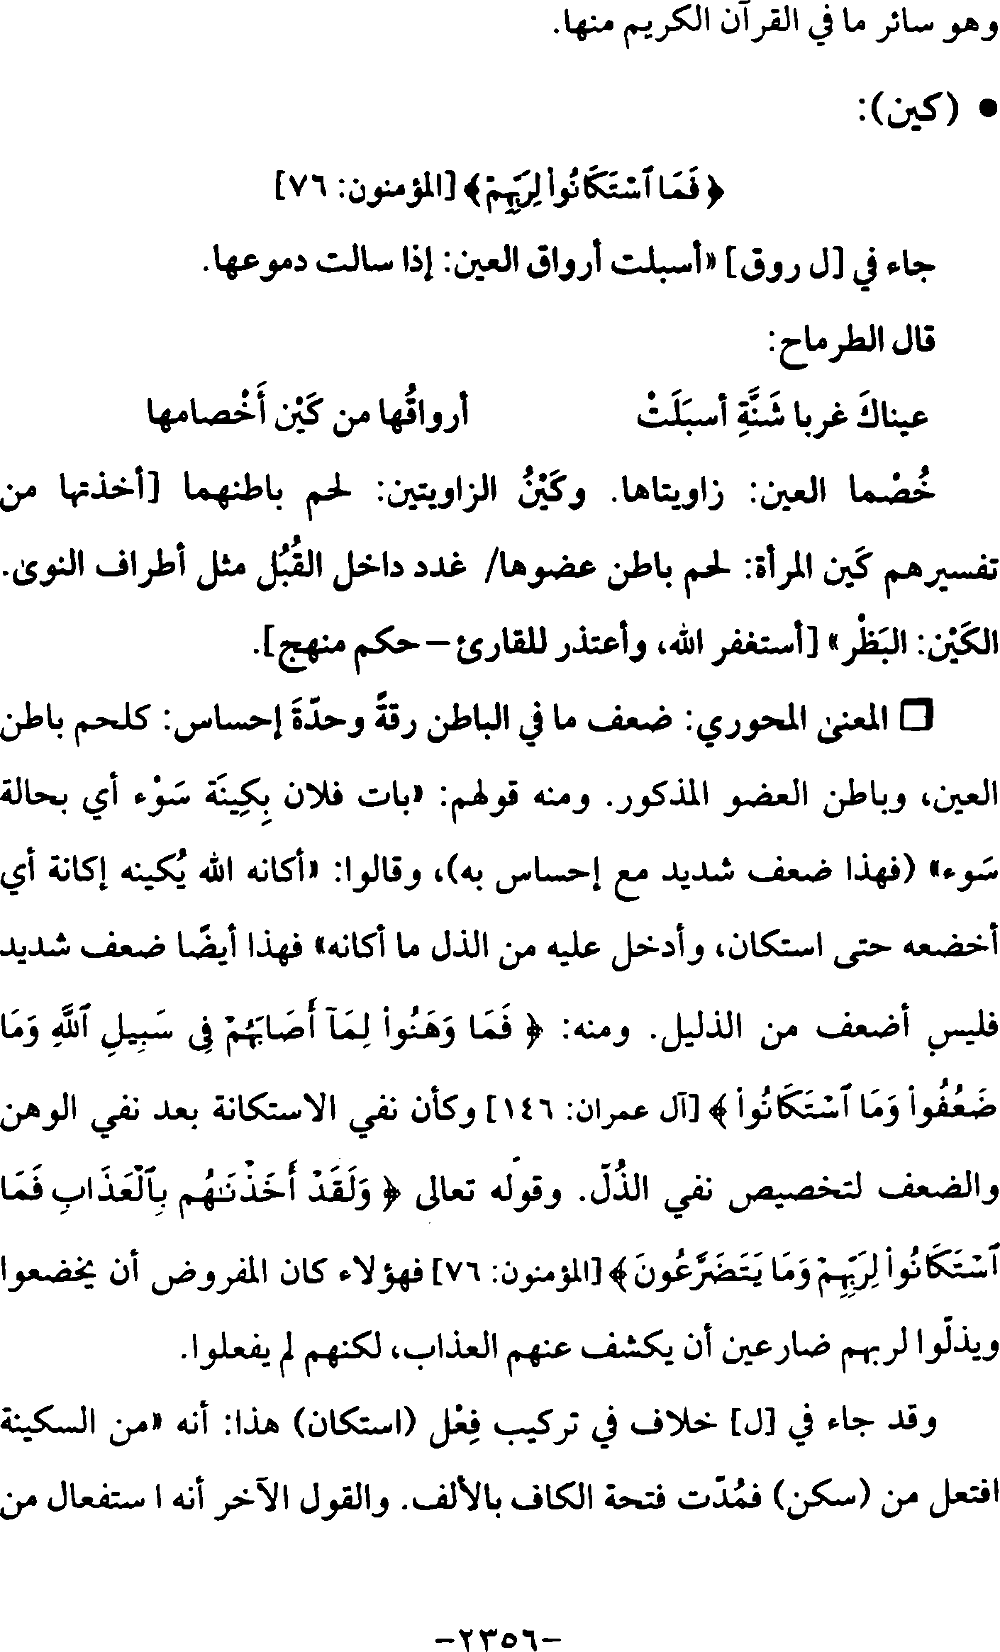 وهو سائر ما في القرآن الكريم منها.
• (كين):
﴿فَمَا ٱسْتَكَانُوا۟ لِرَبِّهِمْ﴾ [المؤمنون: ٧٦]
جاء في [ل روق] «أسبلت أرواق العين: إذا سالت دموعها.
قال الطرماح:
عيناكَ غربا شَنَّةِ أسبَلَتْ أرواقُها من كَيْن أَخْصامها
خُصْما العين: زاويتاها. وكَيْنُ الزاويتين: لحم باطنهما [أخذتها من
تفسيرهم كَين المرأة: لحم باطن عضوها/ غدد داخل القُبُل مثل أطراف النوى.
الكَيْن: البَظْر» [أستغفر الله، وأعتذر للقارئ – حكم منهج].
❑ المعنى المحوري: ضعف ما في الباطن رقةً وحدّةَ إحساس: كلحم باطن
العين، وباطن العضو المذكور. ومنه قولهم: «بات فلان بِكِينَة سَوْء أي بحالة
سَوء» (فهذا ضعف شديد مع إحساس به)، وقالوا: «أكانه الله يُكينه إكانة أي
أخضعه حتى استكان، وأدخل عليه من الذل ما أكانه» فهذا أيضًا ضعف شديد
فليس أضعف من الذليل. ومنه: ﴿ فَمَا وَهَنُوا۟ لِمَآ أَصَابَهُمْ فِى سَبِيلِ ٱللَّهِ وَمَا
ضَعُفُوا۟ وَمَا ٱسْتَكَانُوا۟ ﴾ [آل عمران: ١٤٦] وكأن نفي الاستكانة بعد نفي الوهن
والضعف لتخصيص نفي الذُلّ. وقوله تعالى ﴿ وَلَقَدْ أَخَذْنَـٰهُم بِٱلْعَذَابِ فَمَا
ٱسْتَكَانُوا۟ لِرَبِّهِمْ وَمَا يَتَضَرَّعُونَ﴾ [المؤمنون: ٧٦] فهؤلاء كان المفروض أن يخضعوا
ويذلّوا لربهم ضارعين أن يكشف عنهم العذاب، لكنهم لم يفعلوا.
وقد جاء في [ل] خلاف في تركيب فِعْل (استكان) هذا: أنه «من السكينة
افتعل من (سكن) فمُدّت فتحة الكاف بالألف. والقول الآخر أنه ا ستفعال من
-٢٣٥٦-